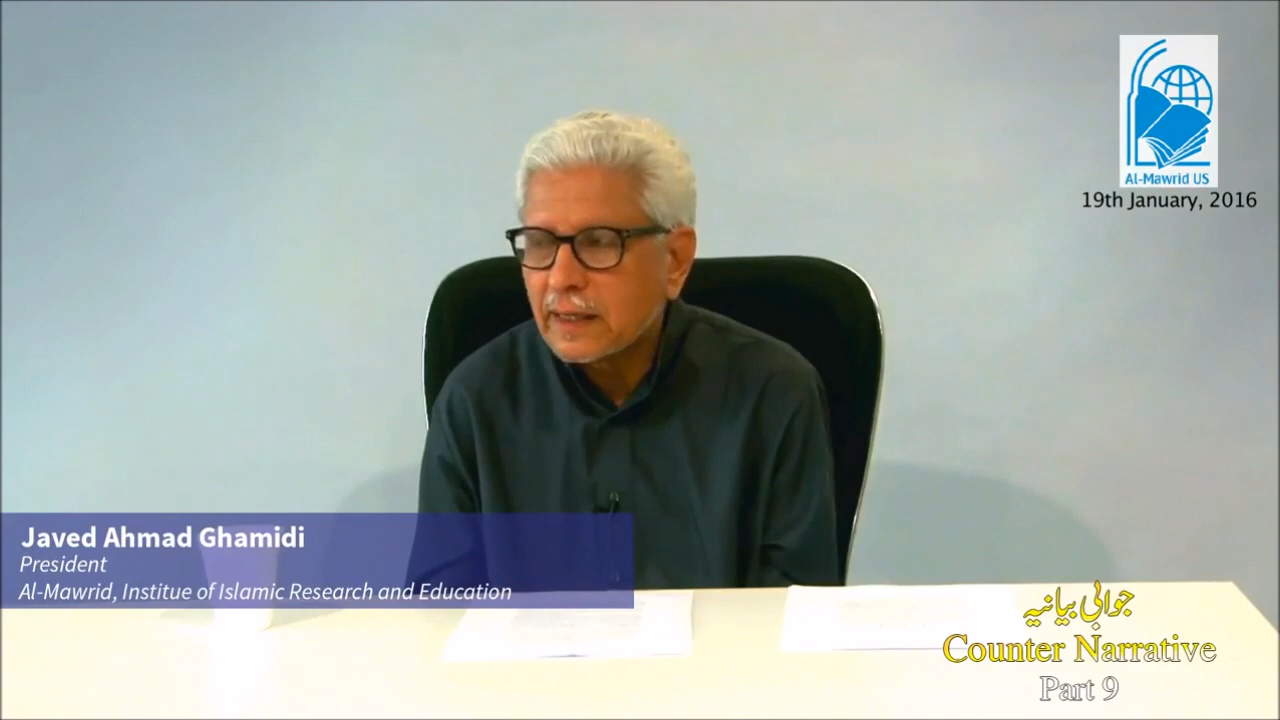 Al-Mawrid US
19th January, 2016
Javed Ahmad Ghamidi
President
Al-Mawrid, Institue of Islamic Research and Education
جوابی بیانیہ
Counter Narrative
Part 9